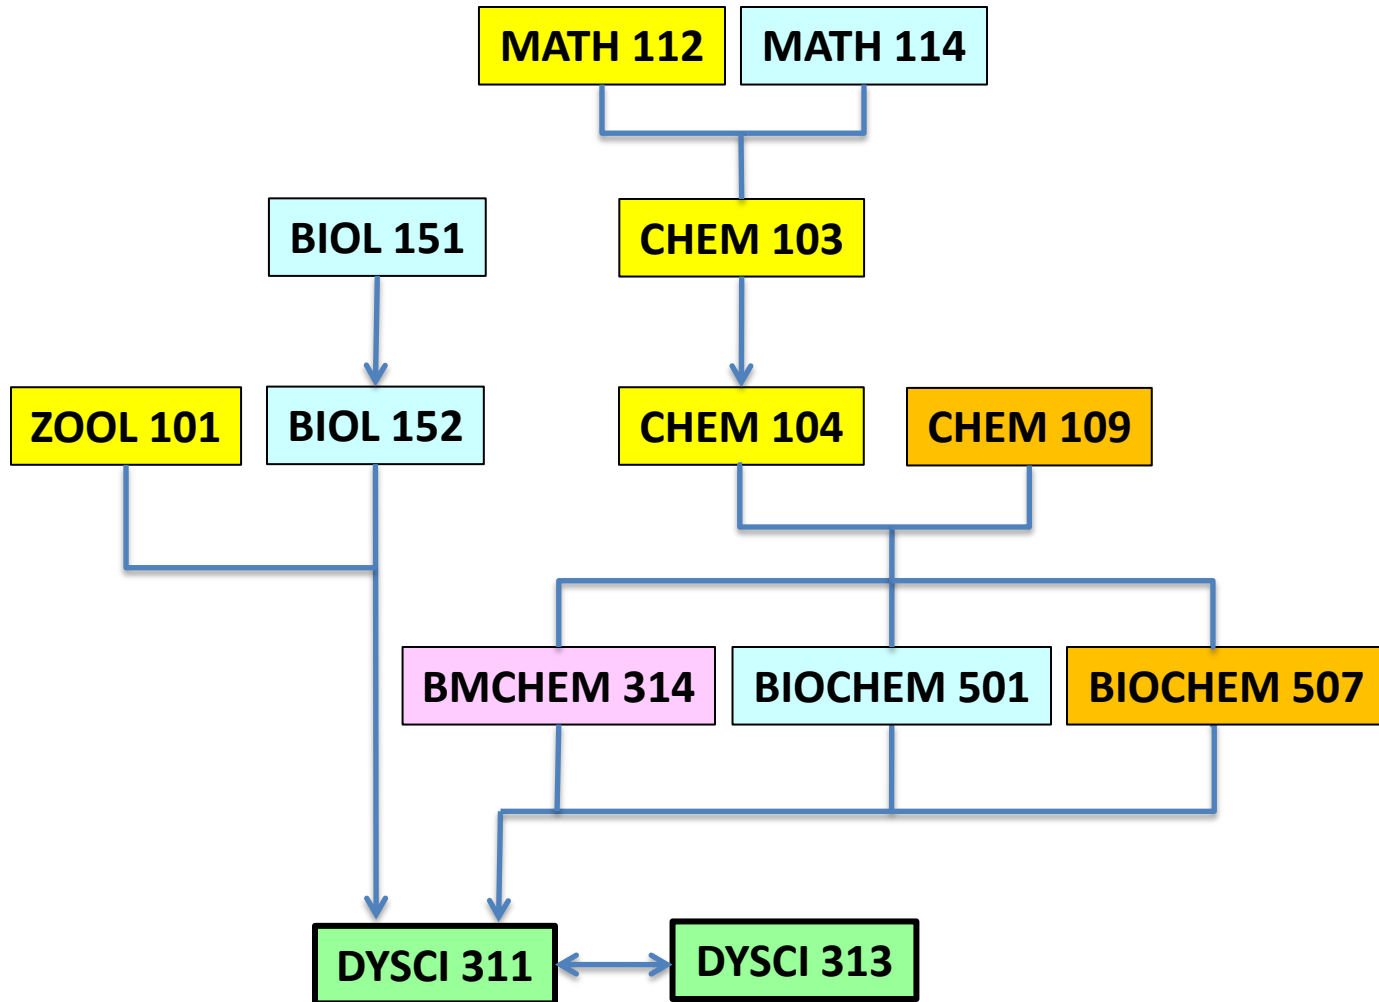 MATH 112
MATH 114
BIOL 151
CHEM 103
ZOOL 101
BIOL 152
CHEM 104
CHEM 109
BMCHEM 314
BIOCHEM 501
BIOCHEM 507
DYSCI 311
DYSCI 313